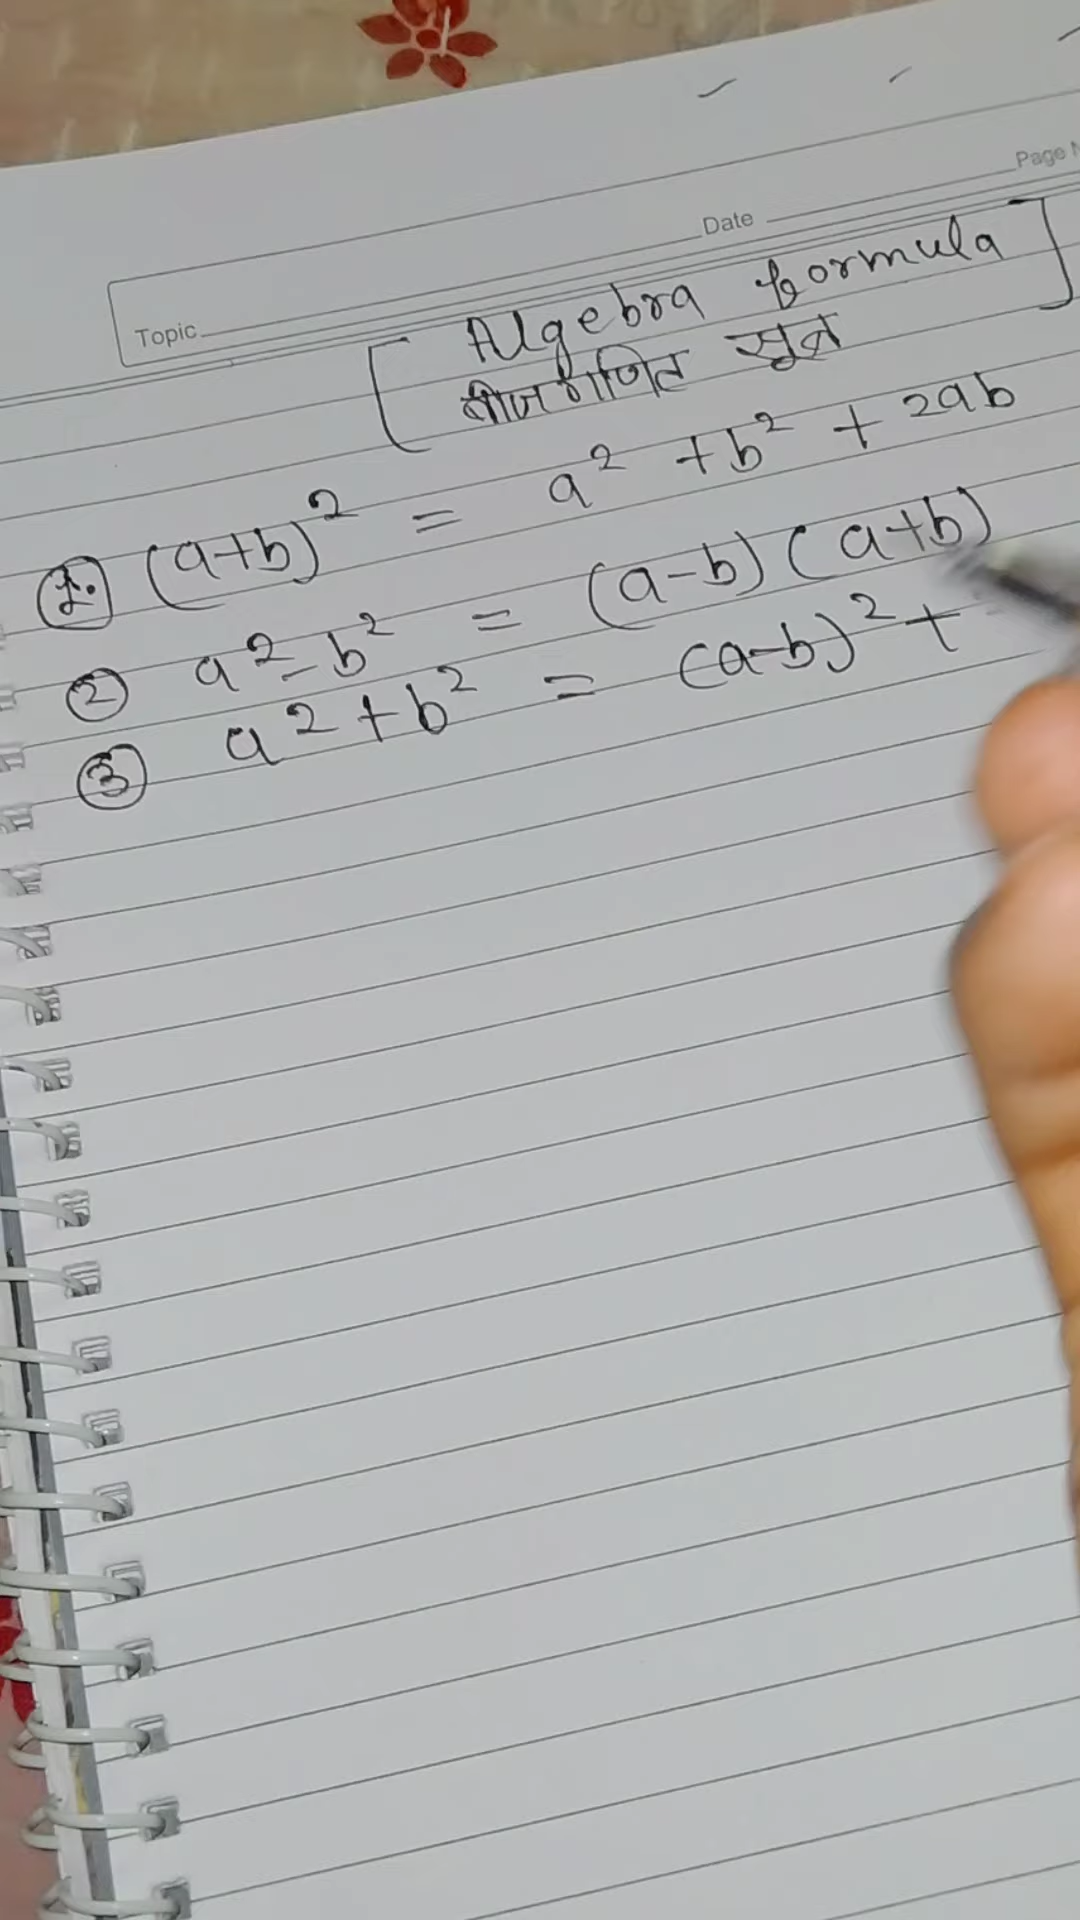 Page N
Date
Topic
[ Algebra formula ]
बीजगणित सूत्र
1. (a+b)² = a² + b² + 2ab
2 a² - b² = (a-b) (a+b)
3 a² + b² = (a-b)² +